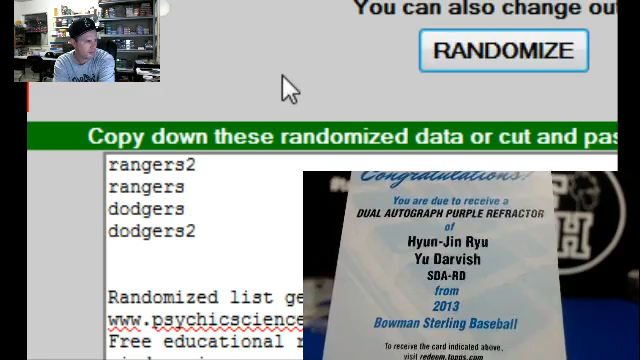 You can also change ou
RANDOMIZE
Copy down these randomized data or cut and pas
rangers2
rangers
dodgers
dodgers2
Randomized list ge
www.psychicscience
Free educational r
Congratulations!
You are due to receive a
DUAL AUTOGRAPH PURPLE REFRACTOR
of
Hyun-Jin Ryu
Yu Darvish
SDA-RD
from
2013
Bowman Sterling Baseball
To receive the card indicated above,
visit redeem.topps.com